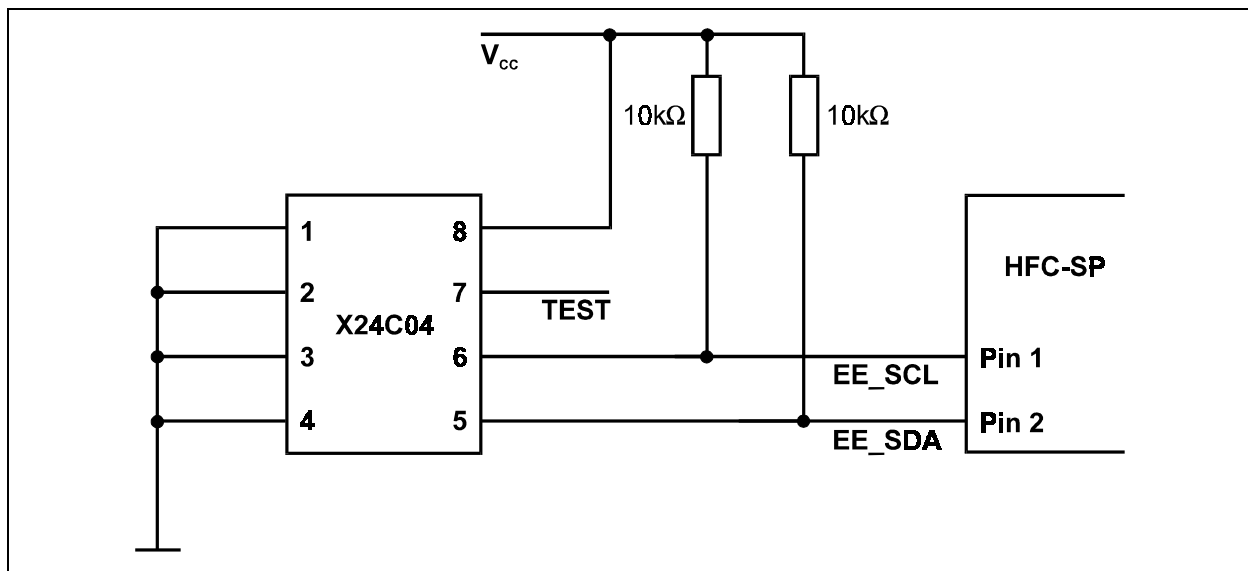 V_CC
10kΩ 10kΩ
1 8
HFC-SP
2 7
TEST
X24C04
3 6
Pin 1
EE_SCL
4 5
Pin 2
EE_SDA